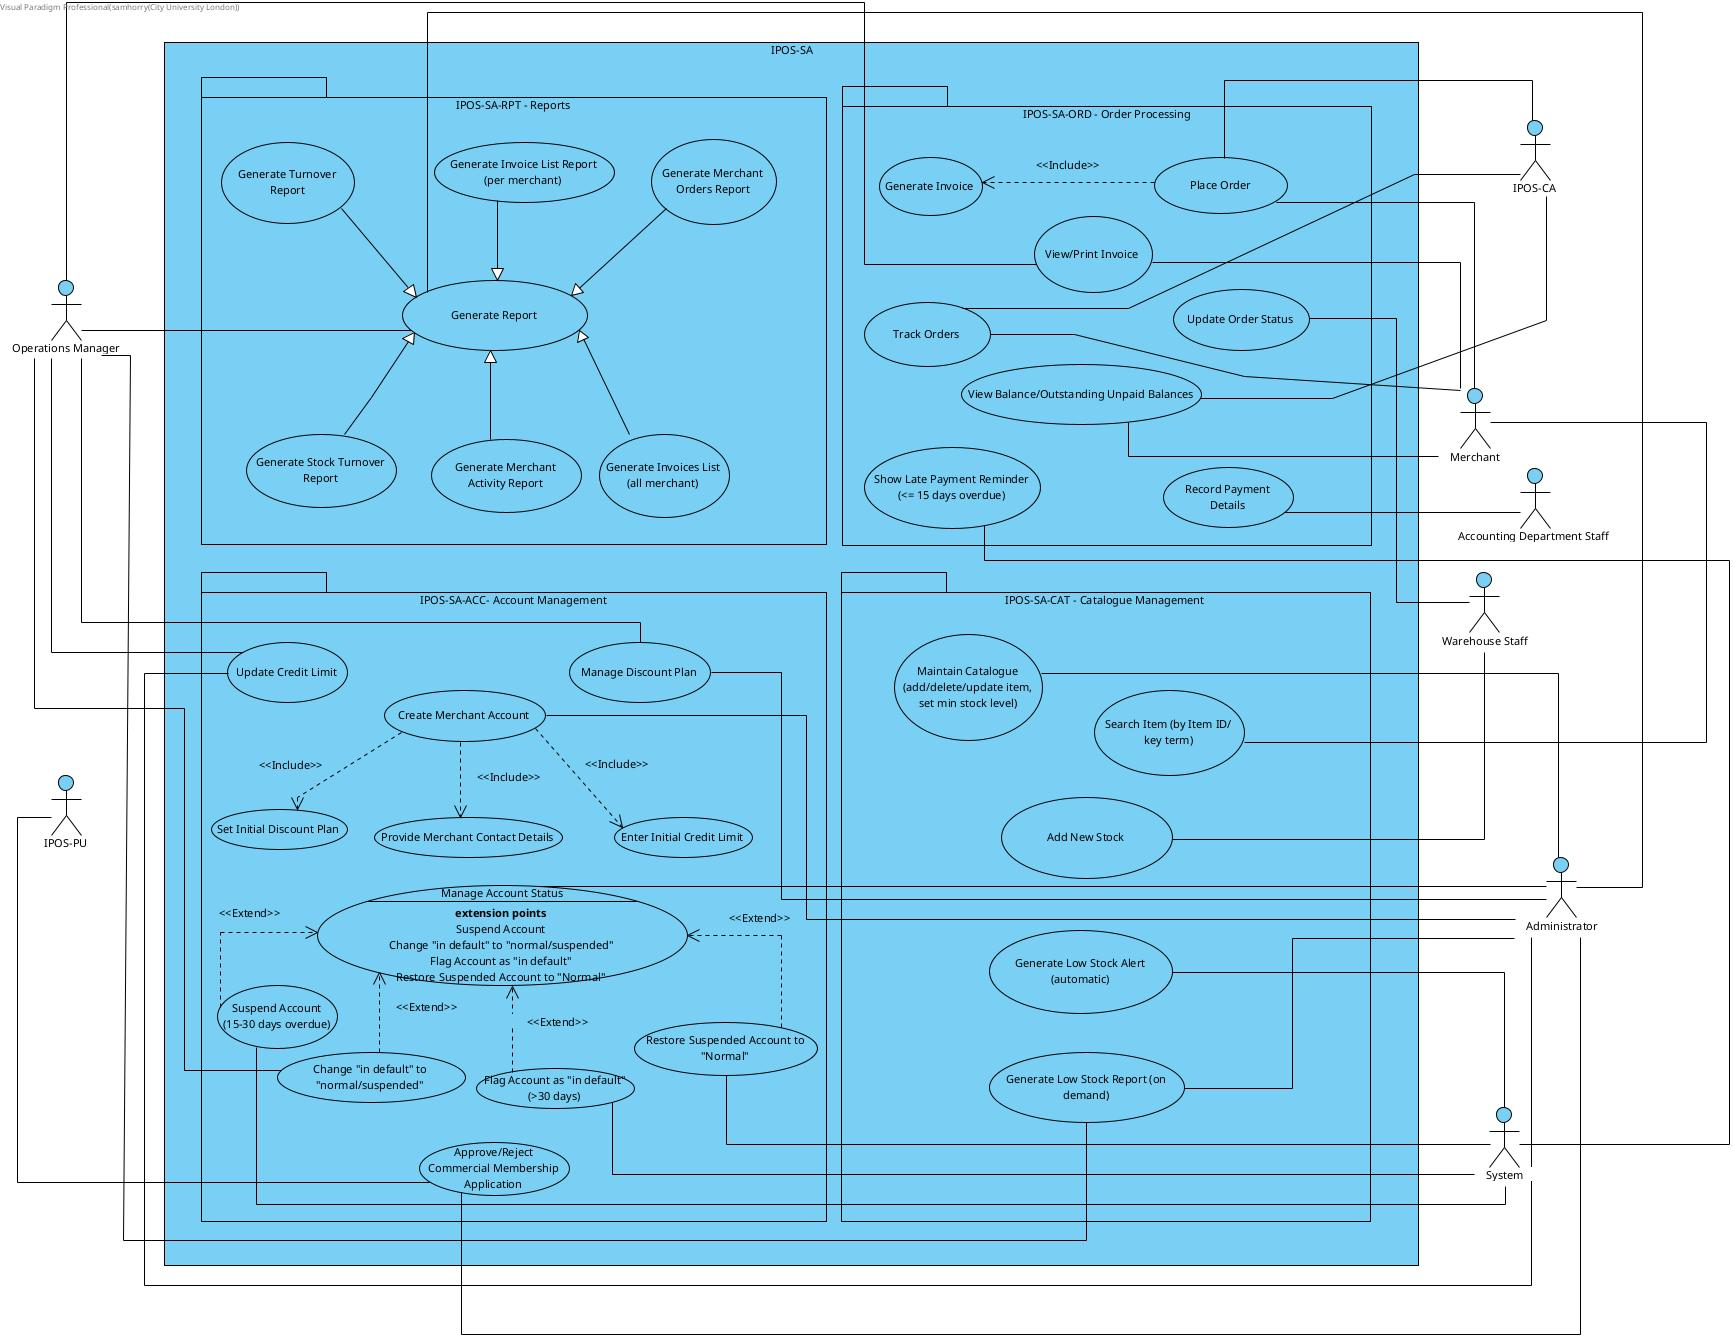 Visual Paradigm Professional(samhorry(City University London))
IPOS-SA
IPOS-SA-RPT - Reports
Generate Turnover
Report
Generate Invoice List Report
(per merchant)
Generate Merchant
Orders Report
Generate Report
Generate Stock Turnover
Report
Generate Merchant
Activity Report
Generate Invoices List
(all merchant)
IPOS-SA-ORD - Order Processing
Generate Invoice
<<Include>>
Place Order
View/Print Invoice
Track Orders
Update Order Status
View Balance/Outstanding Unpaid Balances
Show Late Payment Reminder
(<= 15 days overdue)
Record Payment
Details
IPOS-CA
Merchant
Accounting Department Staff
Warehouse Staff
Operations Manager
IPOS-PU
IPOS-SA-ACC- Account Management
Update Credit Limit
Manage Discount Plan
Create Merchant Account
<<Include>>
<<Include>>
<<Include>>
Set Initial Discount Plan
Provide Merchant Contact Details
Enter Initial Credit Limit
Manage Account Status
extension points
Suspend Account
Change "in default" to "normal/suspended"
Flag Account as "in default"
Restore Suspended Account to "Normal"
<<Extend>>
<<Extend>>
<<Extend>>
<<Extend>>
Suspend Account
(15-30 days overdue)
Change "in default" to
"normal/suspended"
Flag Account as "in default"
(>30 days)
Restore Suspended Account to
"Normal"
Approve/Reject
Commercial Membership
Application
IPOS-SA-CAT - Catalogue Management
Maintain Catalogue
(add/delete/update item,
set min stock level)
Search Item (by Item ID/
key term)
Add New Stock
Generate Low Stock Alert
(automatic)
Generate Low Stock Report (on
demand)
Administrator
System